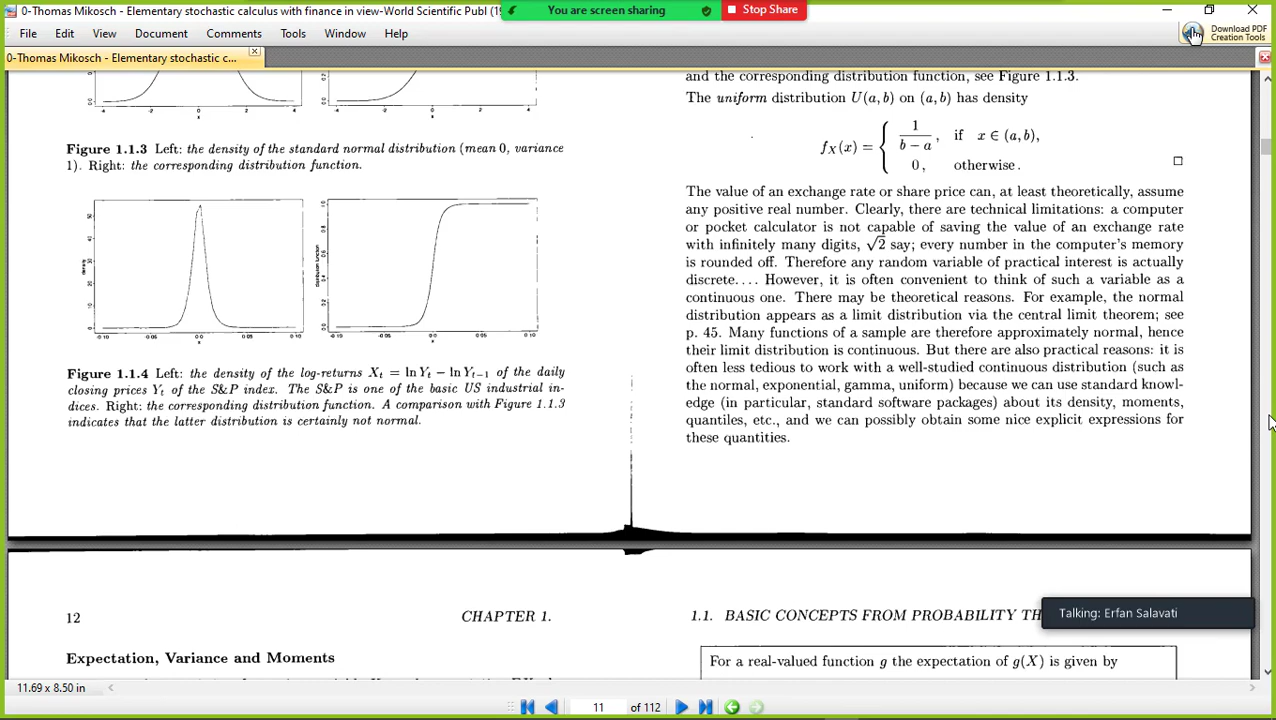 0-Thomas Mikosch - Elementary stochastic calculus with finance in view-World Scientific Publ (19
You are screen sharing
Stop Share
File Edit View Document Comments Tools Window Help
Download PDF
Creation Tools
0-Thomas Mikosch - Elementary stochastic c...
Figure 1.1.3 Left: the density of the standard normal distribution (mean 0, variance
1). Right: the corresponding distribution function.
Figure 1.1.4 Left: the density of the log-returns Xt = ln Yt − ln Yt−1 of the daily
closing prices Yt of the S&P index. The S&P is one of the basic US industrial in-
dices. Right: the corresponding distribution function. A comparison with Figure 1.1.3
indicates that the latter distribution is certainly not normal.
and the corresponding distribution function, see Figure 1.1.3.
The uniform distribution U(a, b) on (a, b) has density
fX(x) = { 1/(b − a), if x ∈ (a, b),
0, otherwise.
The value of an exchange rate or share price can, at least theoretically, assume
any positive real number. Clearly, there are technical limitations: a computer
or pocket calculator is not capable of saving the value of an exchange rate
with infinitely many digits, √2 say; every number in the computer's memory
is rounded off. Therefore any random variable of practical interest is actually
discrete.... However, it is often convenient to think of such a variable as a
continuous one. There may be theoretical reasons. For example, the normal
distribution appears as a limit distribution via the central limit theorem; see
p. 45. Many functions of a sample are therefore approximately normal, hence
their limit distribution is continuous. But there are also practical reasons: it is
often less tedious to work with a well-studied continuous distribution (such as
the normal, exponential, gamma, uniform) because we can use standard knowl-
edge (in particular, standard software packages) about its density, moments,
quantiles, etc., and we can possibly obtain some nice explicit expressions for
these quantities.
12 CHAPTER 1.
Expectation, Variance and Moments
1.1. BASIC CONCEPTS FROM PROBABILITY TH
Talking: Erfan Salavati
For a real-valued function g the expectation of g(X) is given by
11.69 x 8.50 in
11 of 112